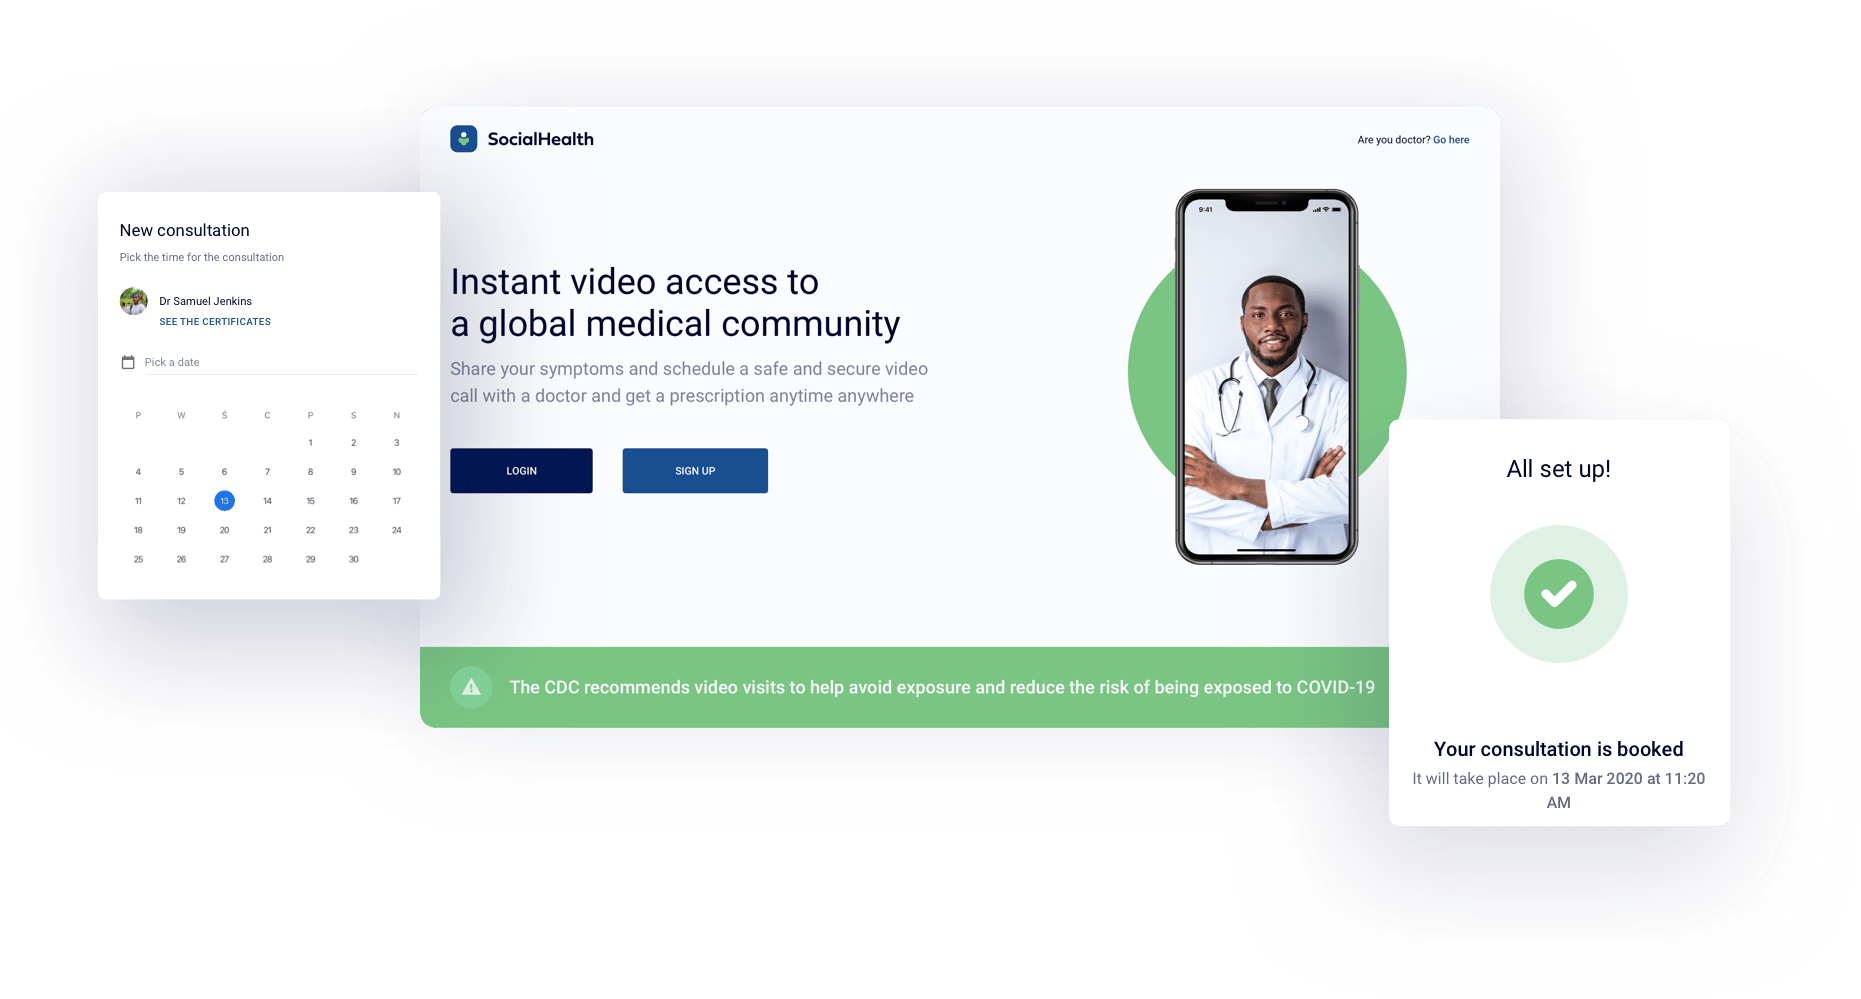 SocialHealth
Are you doctor? Go here
New consultation
Pick the time for the consultation
Dr Samuel Jenkins
SEE THE CERTIFICATES
Pick a date
P W Ś C P S N
1 2 3
4 5 6 7 8 9 10
11 12 13 14 15 16 17
18 19 20 21 22 23 24
25 26 27 28 29 30
Instant video access to
a global medical community
Share your symptoms and schedule a safe and secure video
call with a doctor and get a prescription anytime anywhere
LOGIN
SIGN UP
9:41
The CDC recommends video visits to help avoid exposure and reduce the risk of being exposed to COVID-19
All set up!
Your consultation is booked
It will take place on 13 Mar 2020 at 11:20
AM